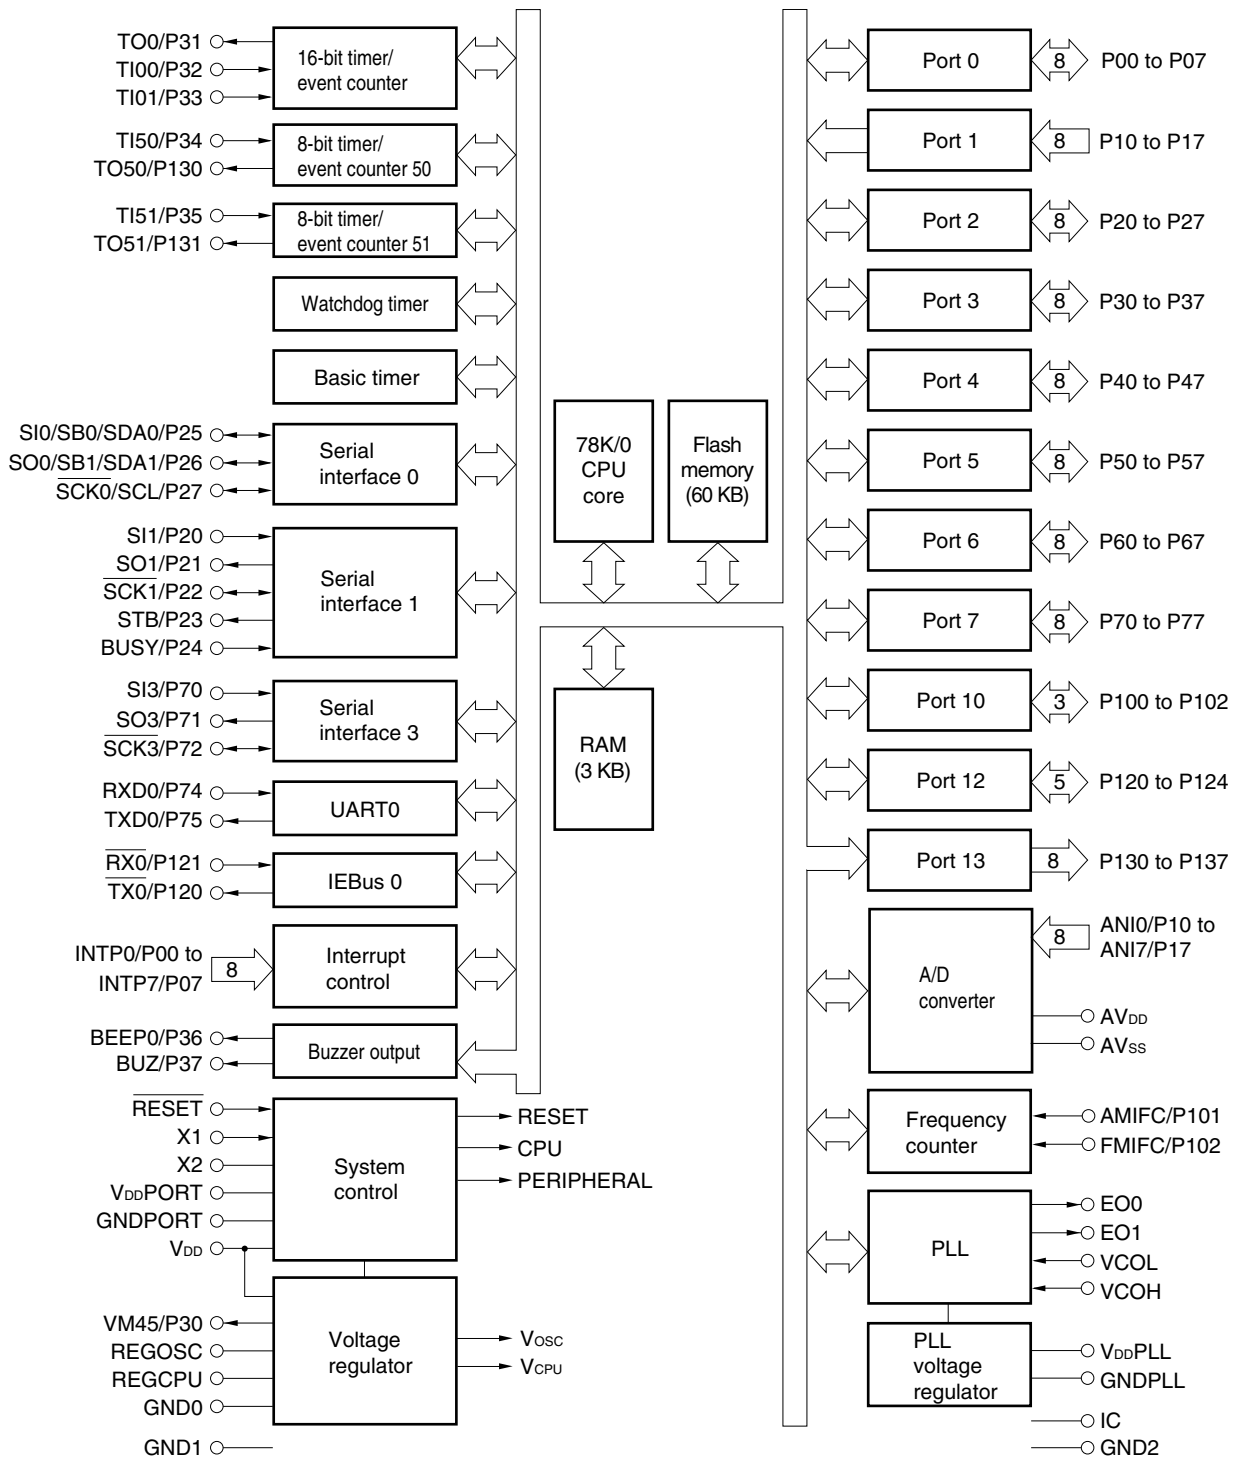 TO0/P31
TI00/P32
TI01/P33
16-bit timer/
event counter
TI50/P34
TO50/P130
8-bit timer/
event counter 50
TI51/P35
TO51/P131
8-bit timer/
event counter 51
Watchdog timer
Basic timer
SI0/SB0/SDA0/P25
SO0/SB1/SDA1/P26
SCK0/SCL/P27
Serial
interface 0
SI1/P20
SO1/P21
SCK1/P22
STB/P23
BUSY/P24
Serial
interface 1
SI3/P70
SO3/P71
SCK3/P72
Serial
interface 3
RXD0/P74
TXD0/P75
UART0
RX0/P121
TX0/P120
IEBus 0
INTP0/P00 to
INTP7/P07
8
Interrupt
control
BEEP0/P36
BUZ/P37
Buzzer output
RESET
X1
X2
VDDPORT
GNDPORT
VDD
System
control
RESET
CPU
PERIPHERAL
VM45/P30
REGOSC
REGCPU
GND0
GND1
Voltage
regulator
VOSC
VCPU
78K/0
CPU
core
Flash
memory
(60 KB)
RAM
(3 KB)
Port 0
8
P00 to P07
Port 1
8
P10 to P17
Port 2
8
P20 to P27
Port 3
8
P30 to P37
Port 4
8
P40 to P47
Port 5
8
P50 to P57
Port 6
8
P60 to P67
Port 7
8
P70 to P77
Port 10
3
P100 to P102
Port 12
5
P120 to P124
Port 13
8
P130 to P137
A/D
converter
8
ANI0/P10 to
ANI7/P17
AVDD
AVSS
Frequency
counter
AMIFC/P101
FMIFC/P102
PLL
EO0
EO1
VCOL
VCOH
PLL
voltage
regulator
VDDPLL
GNDPLL
IC
GND2